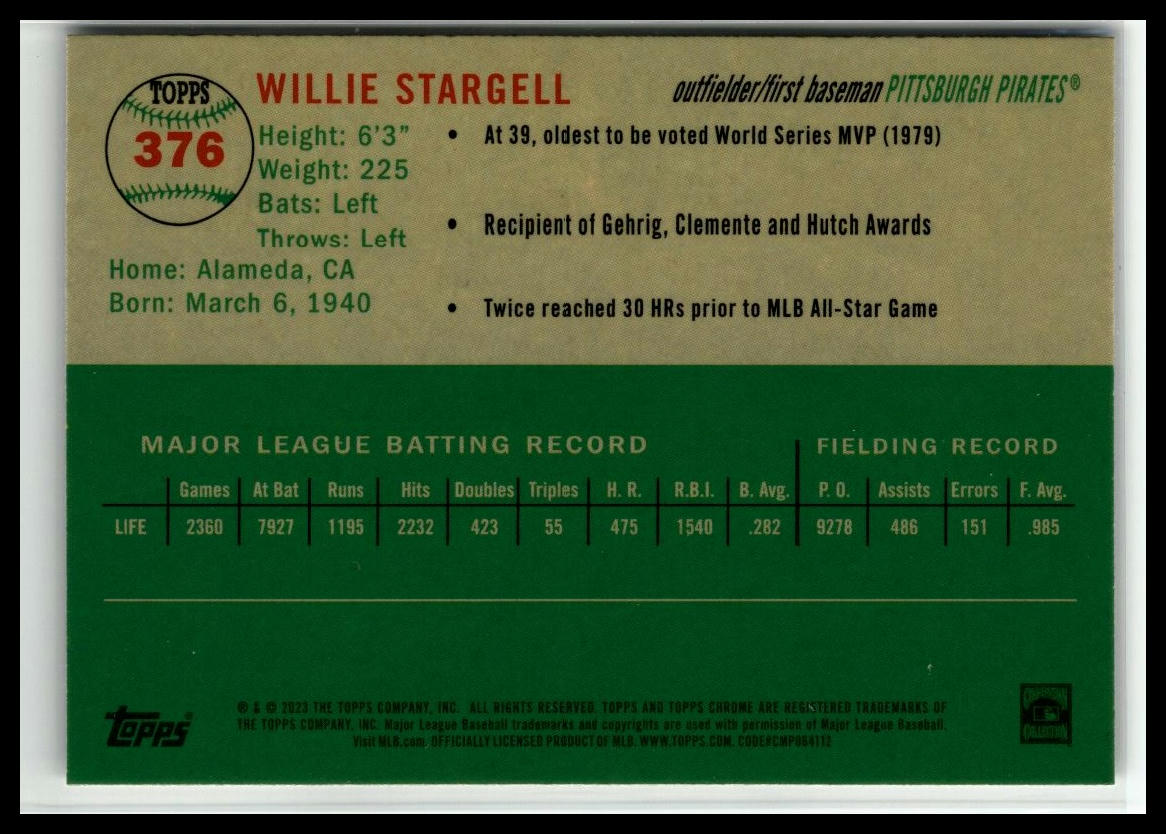 TOPPS
376
WILLIE STARGELL
outfielder/first baseman PITTSBURGH PIRATES®
Height: 6'3"
Weight: 225
Bats: Left
Throws: Left
Home: Alameda, CA
Born: March 6, 1940
• At 39, oldest to be voted World Series MVP (1979)
• Recipient of Gehrig, Clemente and Hutch Awards
• Twice reached 30 HRs prior to MLB All-Star Game
MAJOR LEAGUE BATTING RECORD FIELDING RECORD
Games At Bat Runs Hits Doubles Triples H. R. R.B.I. B. Avg. P. O. Assists Errors F. Avg.
LIFE 2360 7927 1195 2232 423 55 475 1540 .282 9278 486 151 .985
topps
® & © 2023 THE TOPPS COMPANY, INC. ALL RIGHTS RESERVED. TOPPS AND TOPPS CHROME ARE REGISTERED TRADEMARKS OF
THE TOPPS COMPANY, INC. Major League Baseball trademarks and copyrights are used with permission of Major League Baseball.
Visit MLB.com. OFFICIALLY LICENSED PRODUCT OF MLB. WWW.TOPPS.COM. CODE#CMP084112
COLLECTION